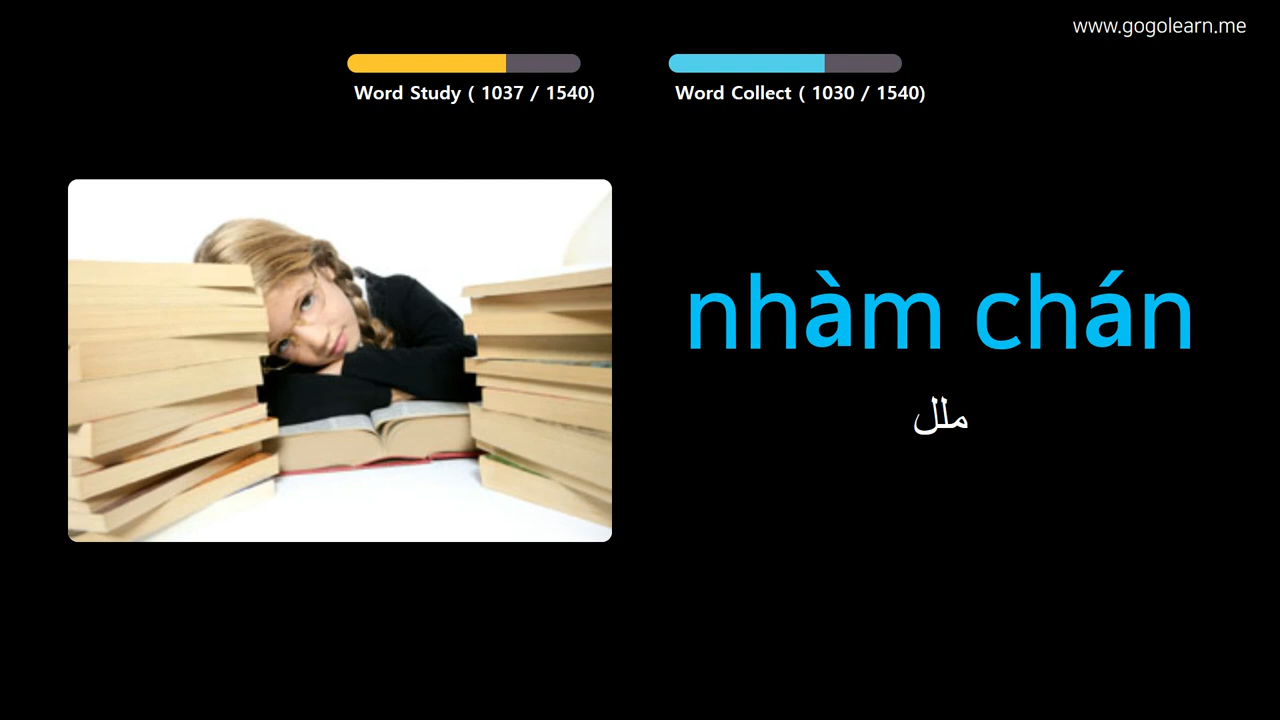 www.gogolearn.me
Word Study ( 1037 / 1540)
Word Collect ( 1030 / 1540)
nhàm chán
ملل